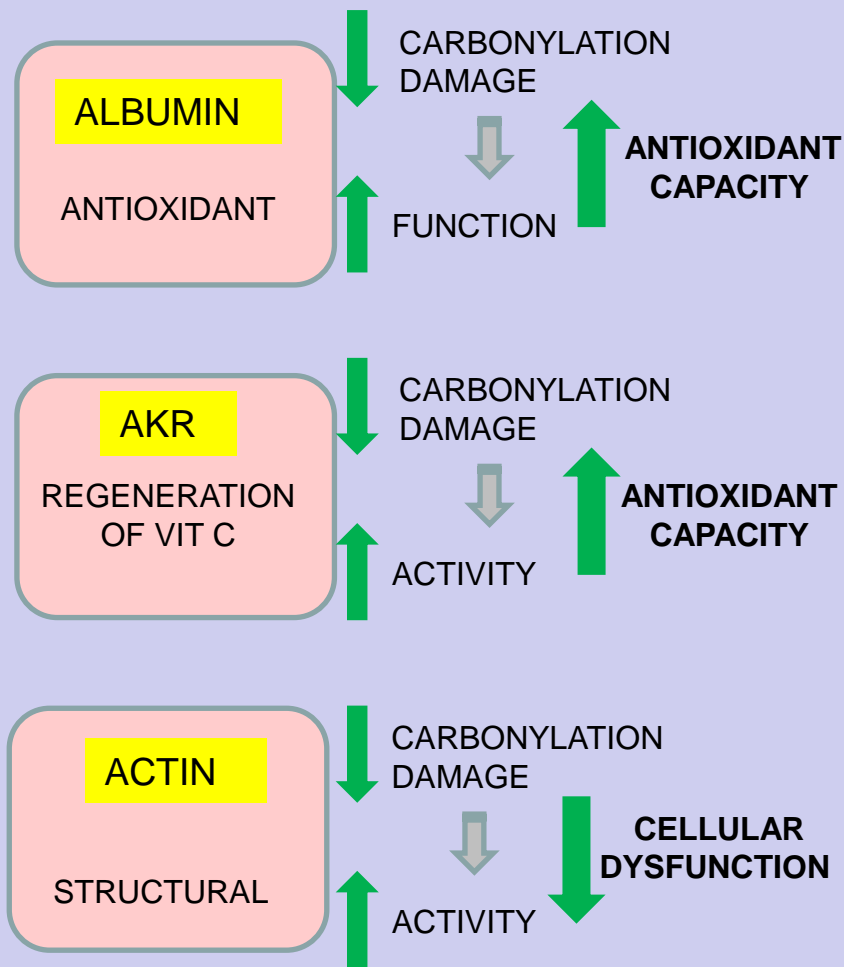 ALBUMIN
ANTIOXIDANT
CARBONYLATION
DAMAGE
FUNCTION
ANTIOXIDANT
CAPACITY
AKR
REGENERATION
OF VIT C
CARBONYLATION
DAMAGE
ACTIVITY
ANTIOXIDANT
CAPACITY
ACTIN
STRUCTURAL
CARBONYLATION
DAMAGE
ACTIVITY
CELLULAR
DYSFUNCTION